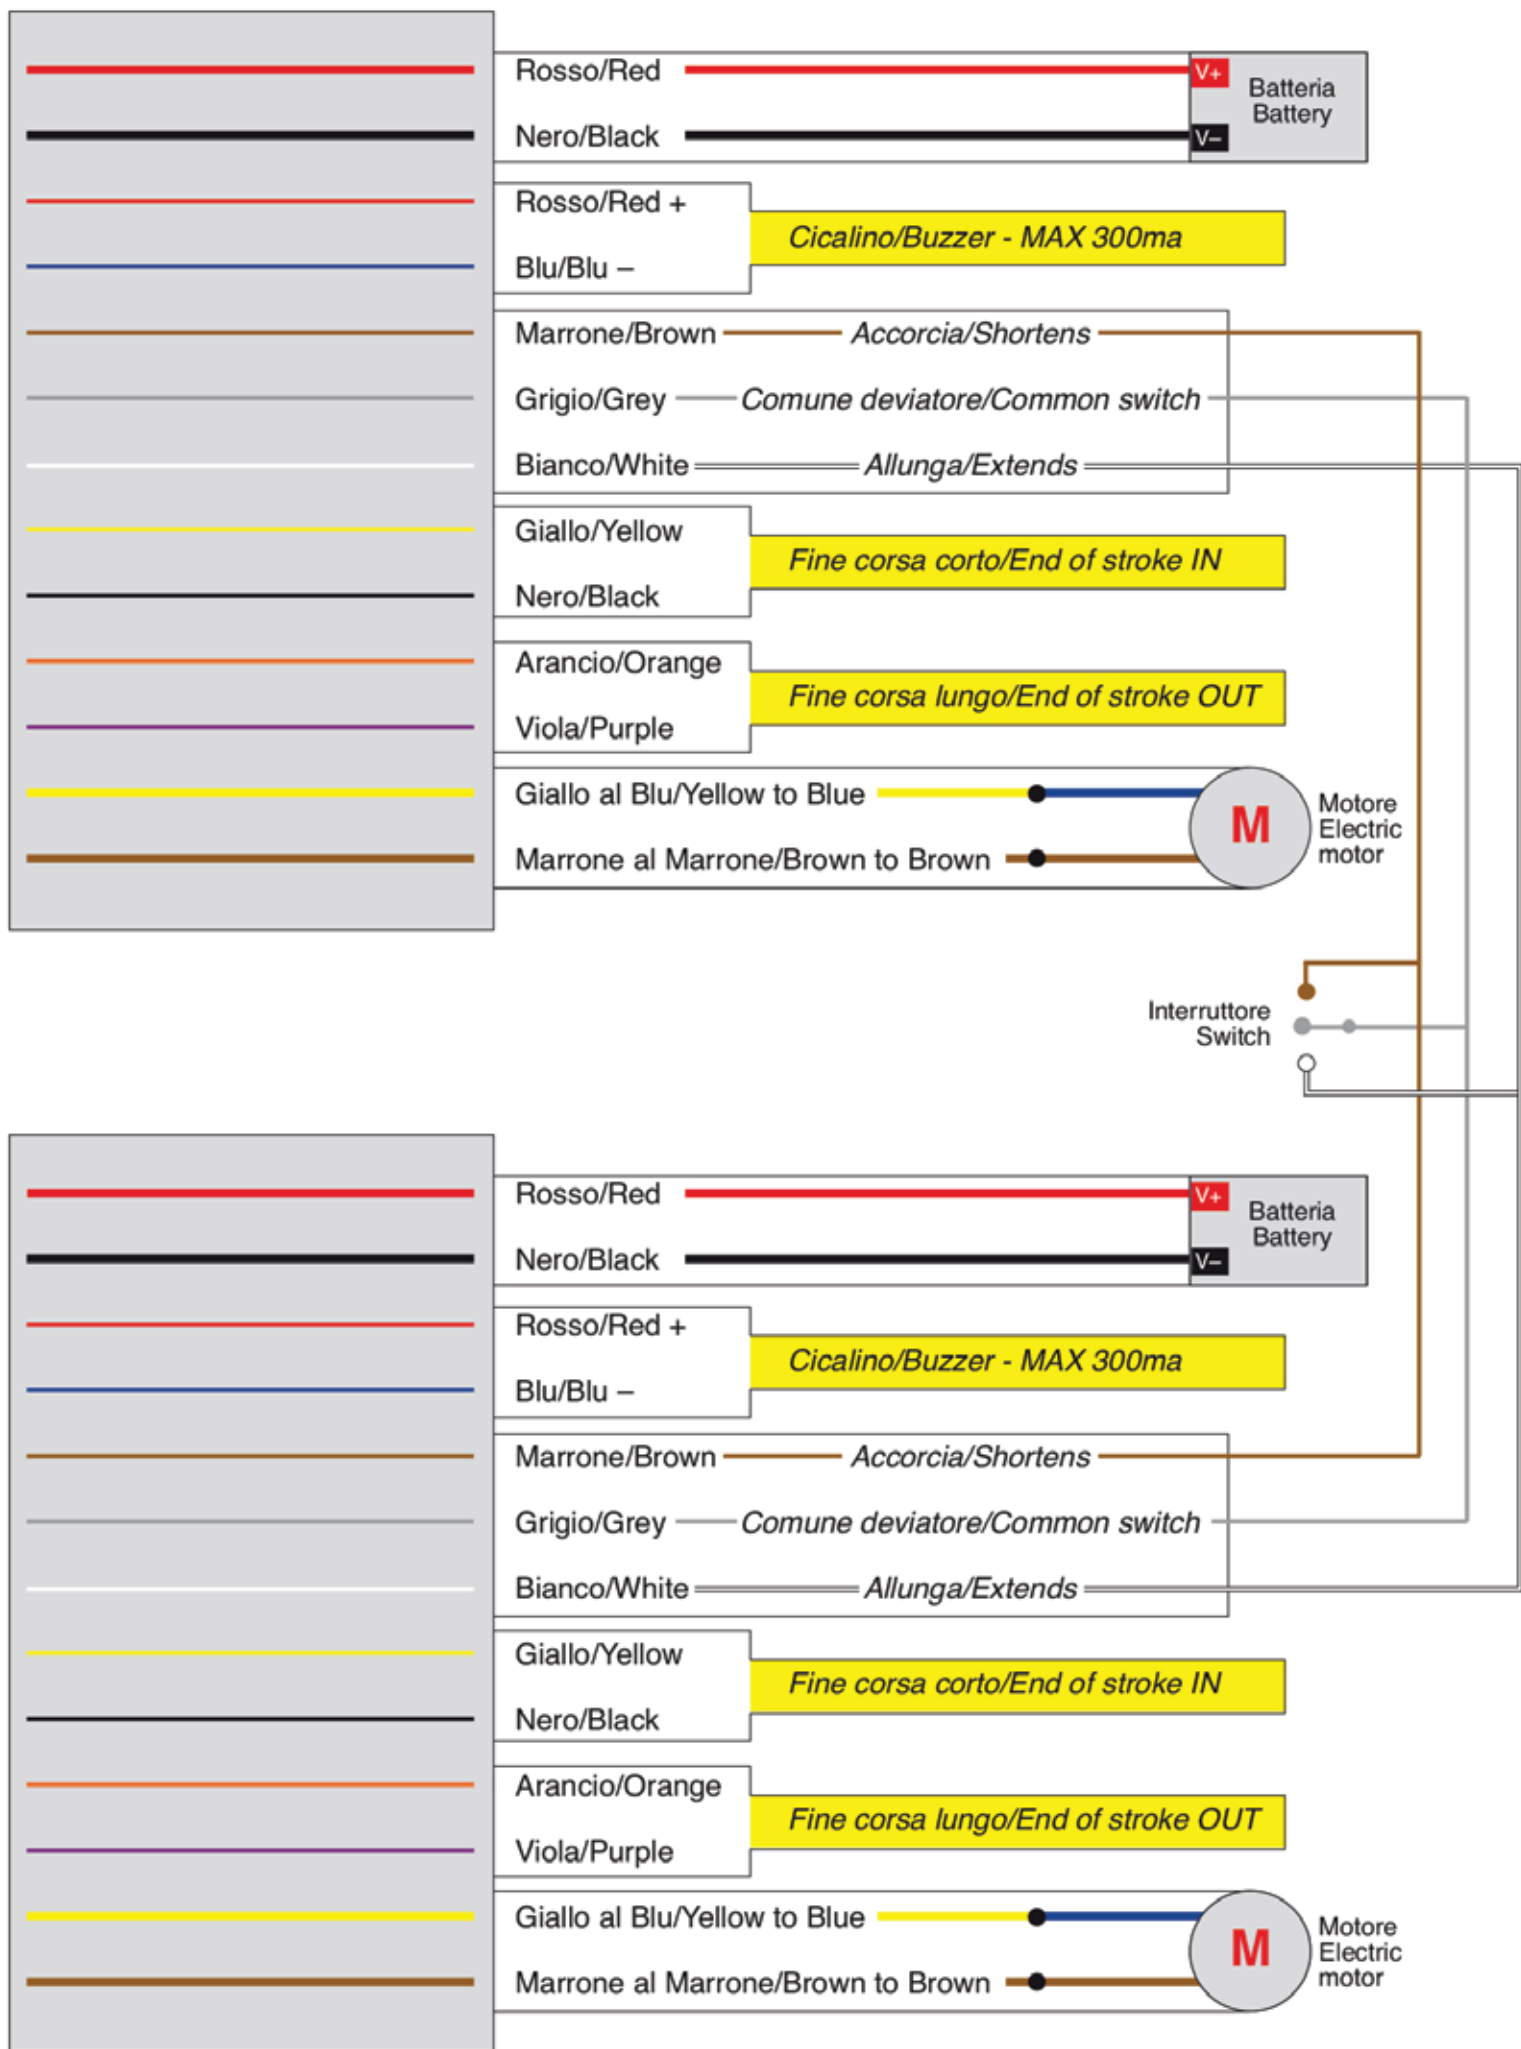 Rosso/Red
V+
Batteria
Battery
Nero/Black
V–
Rosso/Red +
Cicalino/Buzzer - MAX 300ma
Blu/Blu –
Marrone/Brown
Accorcia/Shortens
Grigio/Grey
Comune deviatore/Common switch
Bianco/White
Allunga/Extends
Giallo/Yellow
Fine corsa corto/End of stroke IN
Nero/Black
Arancio/Orange
Fine corsa lungo/End of stroke OUT
Viola/Purple
Giallo al Blu/Yellow to Blue
M
Motore
Electric
motor
Marrone al Marrone/Brown to Brown
Interruttore
Switch
Rosso/Red
V+
Batteria
Battery
Nero/Black
V–
Rosso/Red +
Cicalino/Buzzer - MAX 300ma
Blu/Blu –
Marrone/Brown
Accorcia/Shortens
Grigio/Grey
Comune deviatore/Common switch
Bianco/White
Allunga/Extends
Giallo/Yellow
Fine corsa corto/End of stroke IN
Nero/Black
Arancio/Orange
Fine corsa lungo/End of stroke OUT
Viola/Purple
Giallo al Blu/Yellow to Blue
M
Motore
Electric
motor
Marrone al Marrone/Brown to Brown